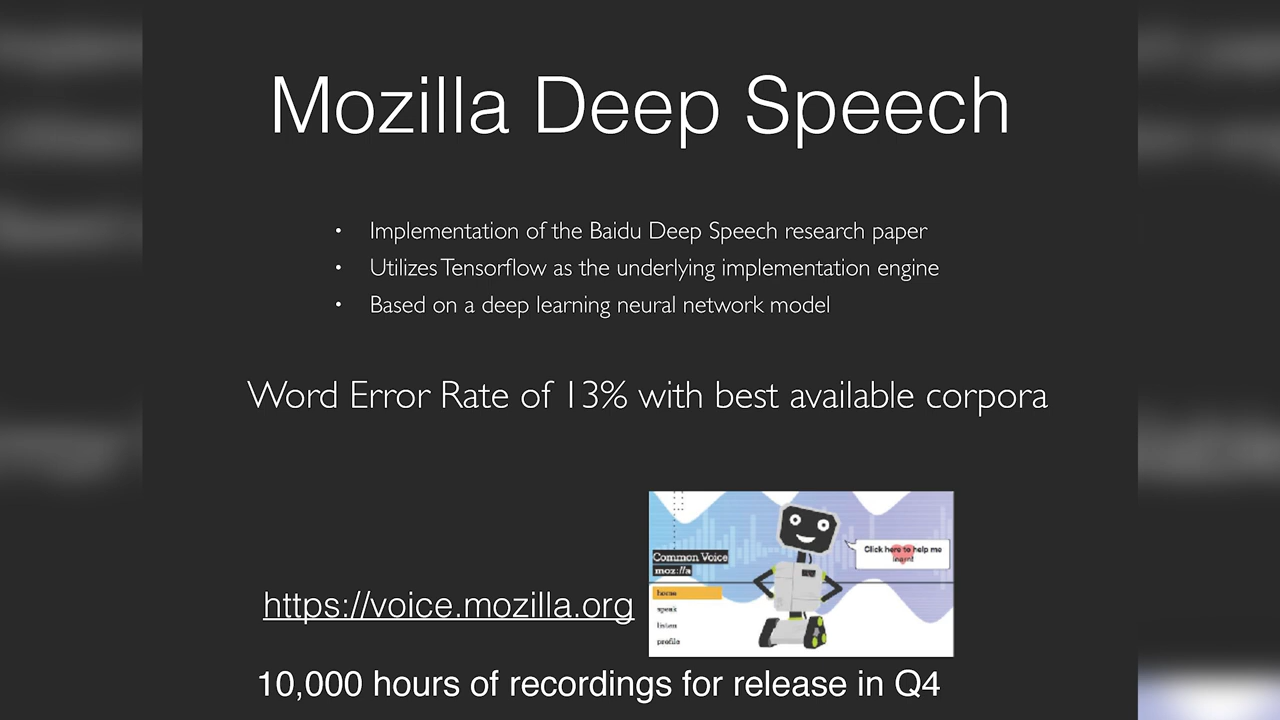 Mozilla Deep Speech
• Implementation of the Baidu Deep Speech research paper
• Utilizes Tensorflow as the underlying implementation engine
• Based on a deep learning neural network model
Word Error Rate of 13% with best available corpora
Common Voice
moz://a
home
speak
listen
profile
Click here to help me
learn!
https://voice.mozilla.org
10,000 hours of recordings for release in Q4